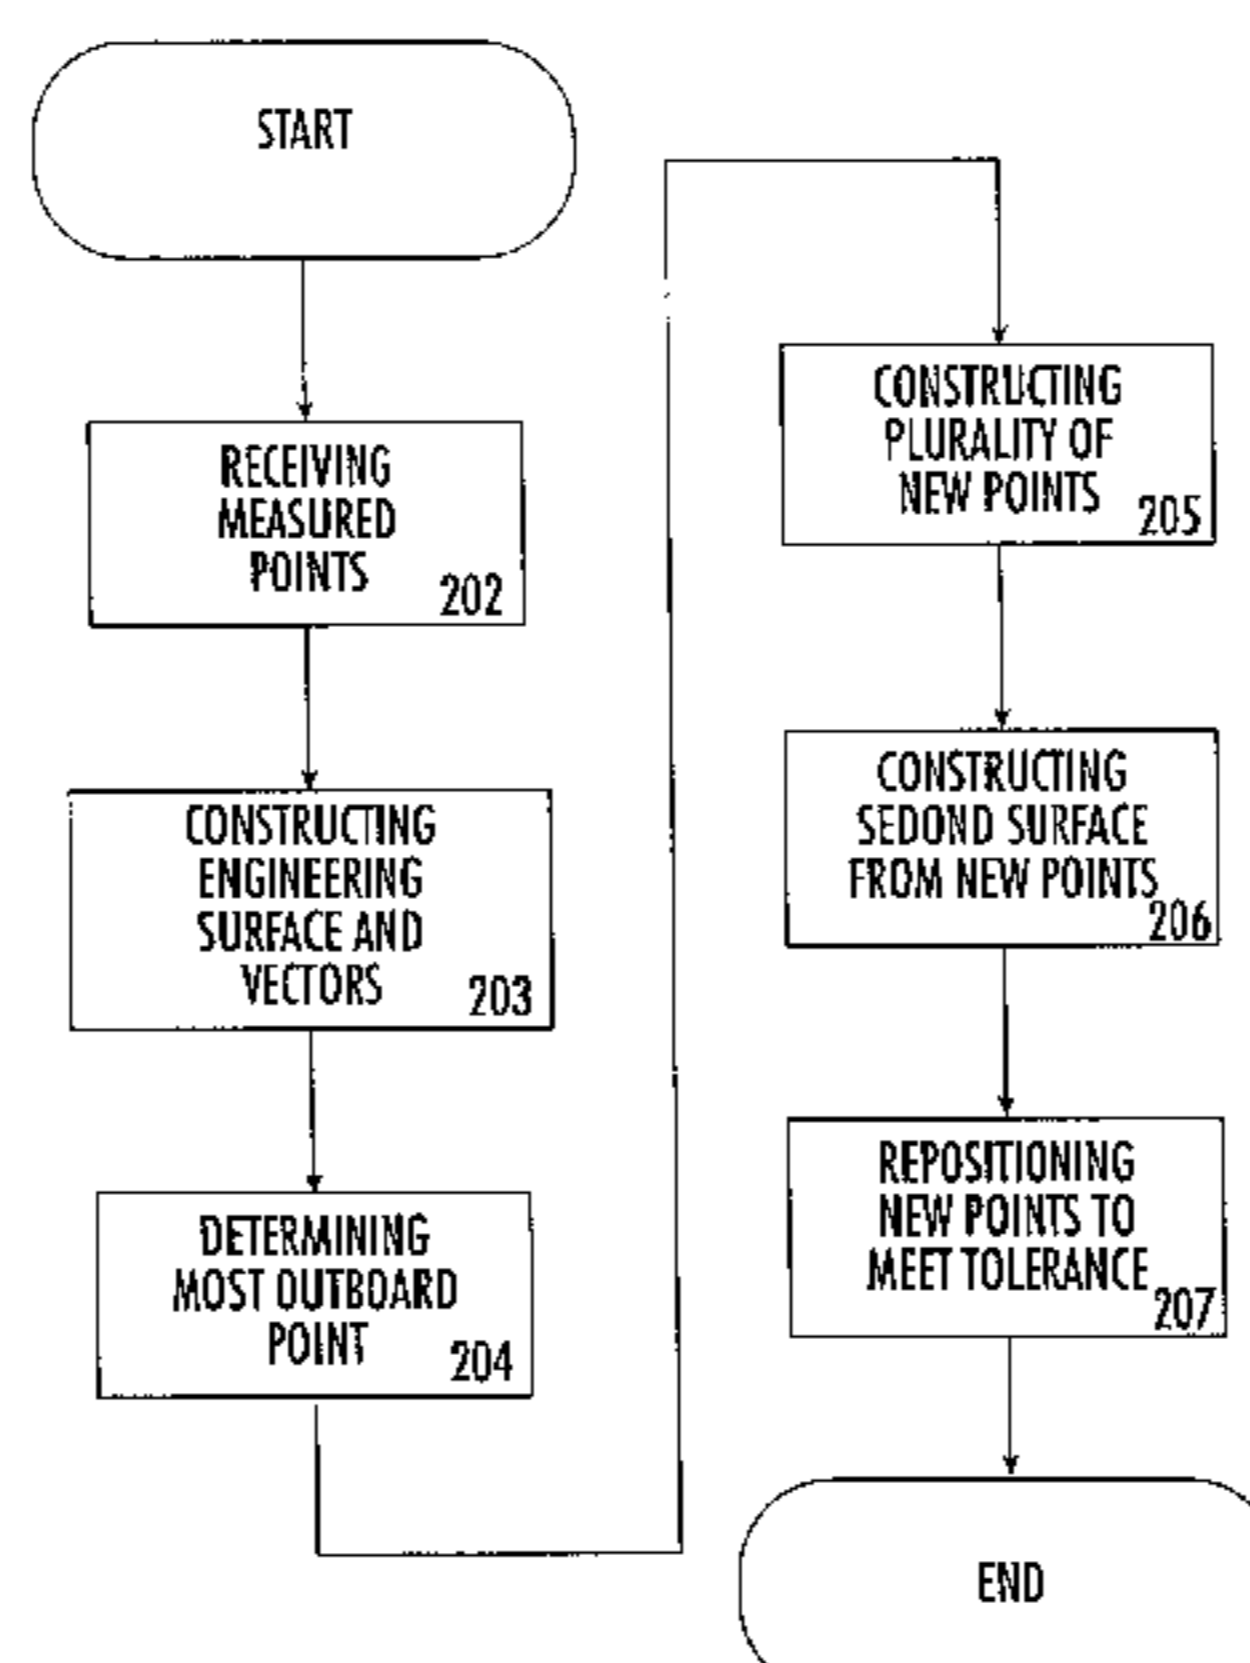 START
RECEIVING
MEASURED
POINTS
202
CONSTRUCTING
ENGINEERING
SURFACE AND
VECTORS
203
DETERMINING
MOST OUTBOARD
POINT
204
CONSTRUCTING
PLURALITY OF
NEW POINTS
205
CONSTRUCTING
SEDOND SURFACE
FROM NEW POINTS
206
REPOSITIONING
NEW POINTS TO
MEET TOLERANCE
207
END